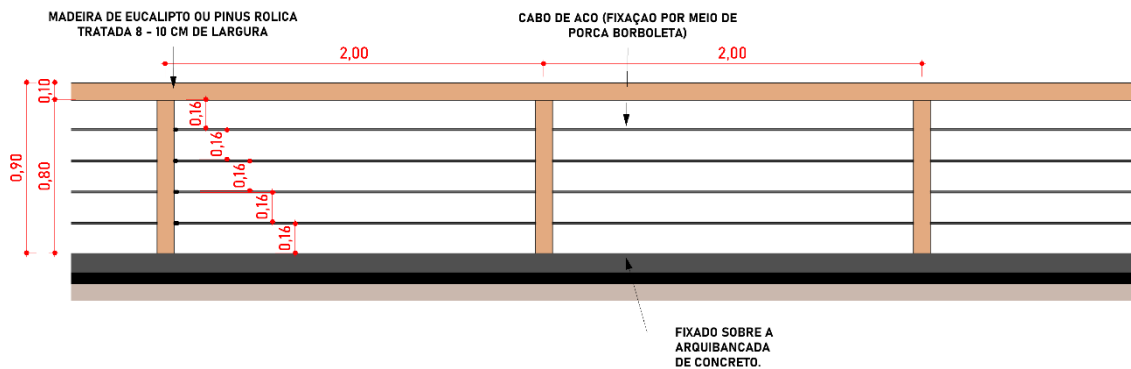 MADEIRA DE EUCALIPTO OU PINUS ROLICA
TRATADA 8 - 10 CM DE LARGURA
CABO DE ACO (FIXAÇAO POR MEIO DE
PORCA BORBOLETA)
2,00
2,00
0,10
0,90
0,80
0,16
0,16
0,16
0,16
0,16
FIXADO SOBRE A
ARQUIBANCADA
DE CONCRETO.